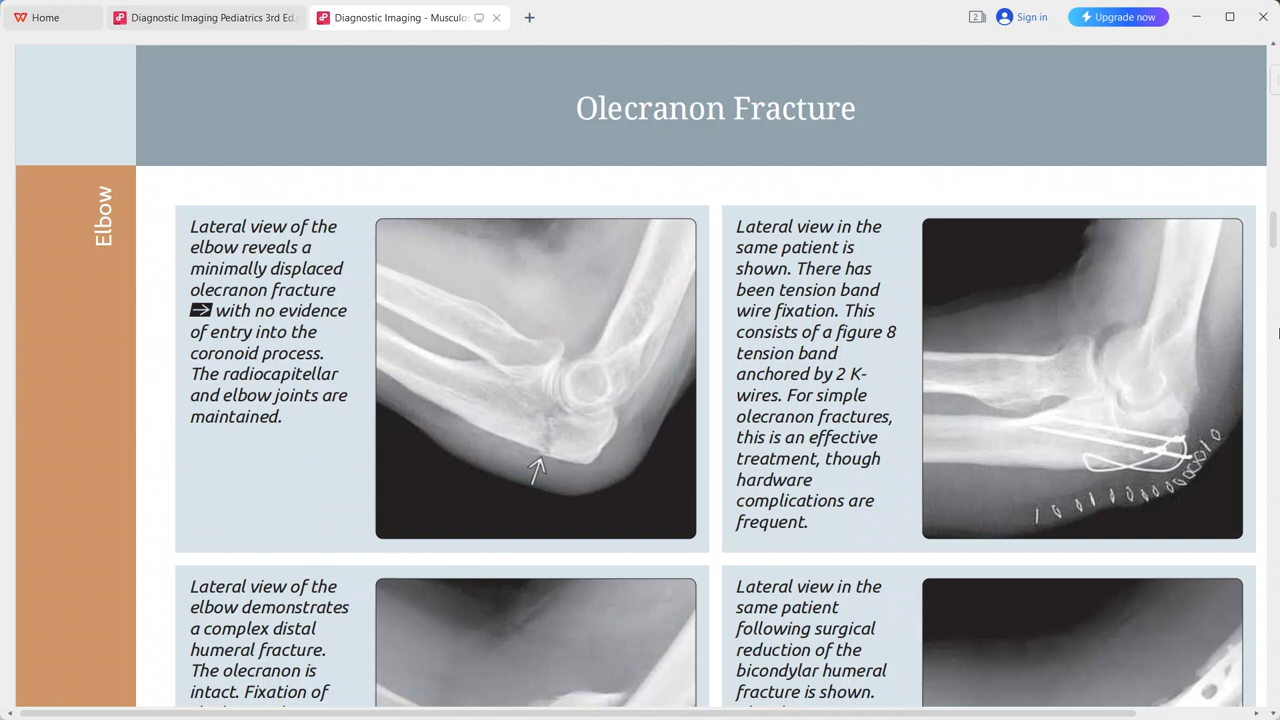 Home
Diagnostic Imaging Pediatrics 3rd Ed.
Diagnostic Imaging - Musculos
2
Sign in
Upgrade now
Olecranon Fracture
Elbow
Lateral view of the
elbow reveals a
minimally displaced
olecranon fracture
with no evidence
of entry into the
coronoid process.
The radiocapitellar
and elbow joints are
maintained.
Lateral view in the
same patient is
shown. There has
been tension band
wire fixation. This
consists of a figure 8
tension band
anchored by 2 K-
wires. For simple
olecranon fractures,
this is an effective
treatment, though
hardware
complications are
frequent.
Lateral view of the
elbow demonstrates
a complex distal
humeral fracture.
The olecranon is
intact. Fixation of
Lateral view in the
same patient
following surgical
reduction of the
bicondylar humeral
fracture is shown.